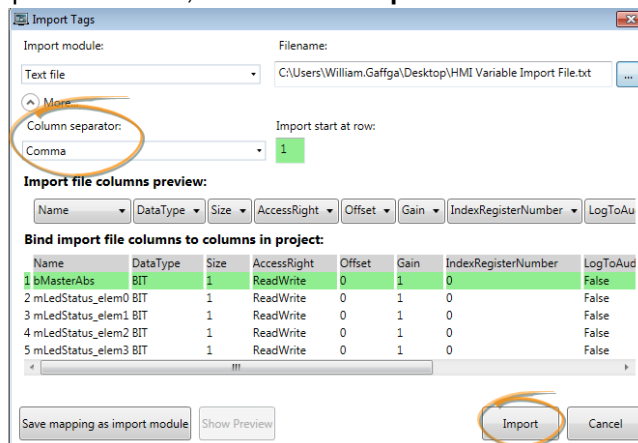 Import Tags
Import module: Filename:
Text file C:\Users\William.Gaffga\Desktop\HMI Variable Import File.txt ...
More
Column separator: Import start at row:
Comma 1
Import file columns preview:
Name DataType Size AccessRight Offset Gain IndexRegisterNumber LogToAu
Bind import file columns to columns in project:
Name DataType Size AccessRight Offset Gain IndexRegisterNumber LogToAud
1 bMasterAbs BIT 1 ReadWrite 0 1 0 False
2 mLedStatus_elem0 BIT 1 ReadWrite 0 1 0 False
3 mLedStatus_elem1 BIT 1 ReadWrite 0 1 0 False
4 mLedStatus_elem2 BIT 1 ReadWrite 0 1 0 False
5 mLedStatus_elem3 BIT 1 ReadWrite 0 1 0 False
Save mapping as import module Show Preview Import Cancel